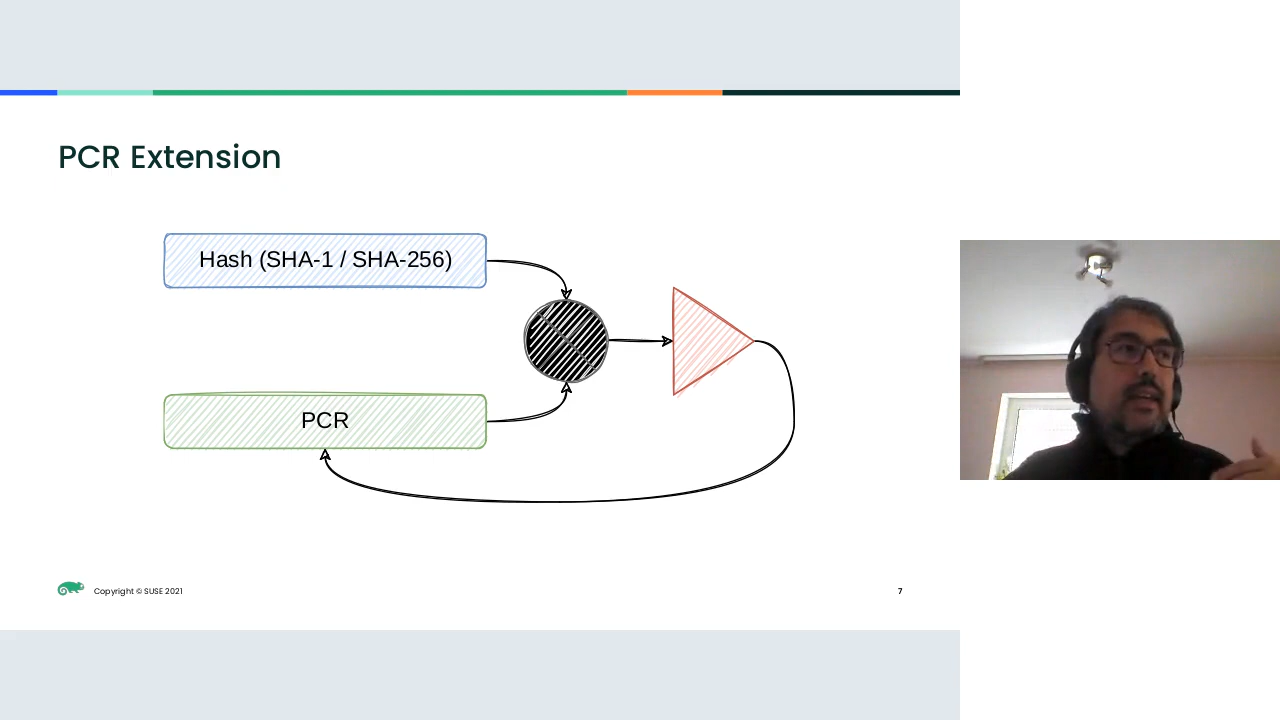 PCR Extension
Hash (SHA-1 / SHA-256)
PCR
Copyright © SUSE 2021
7